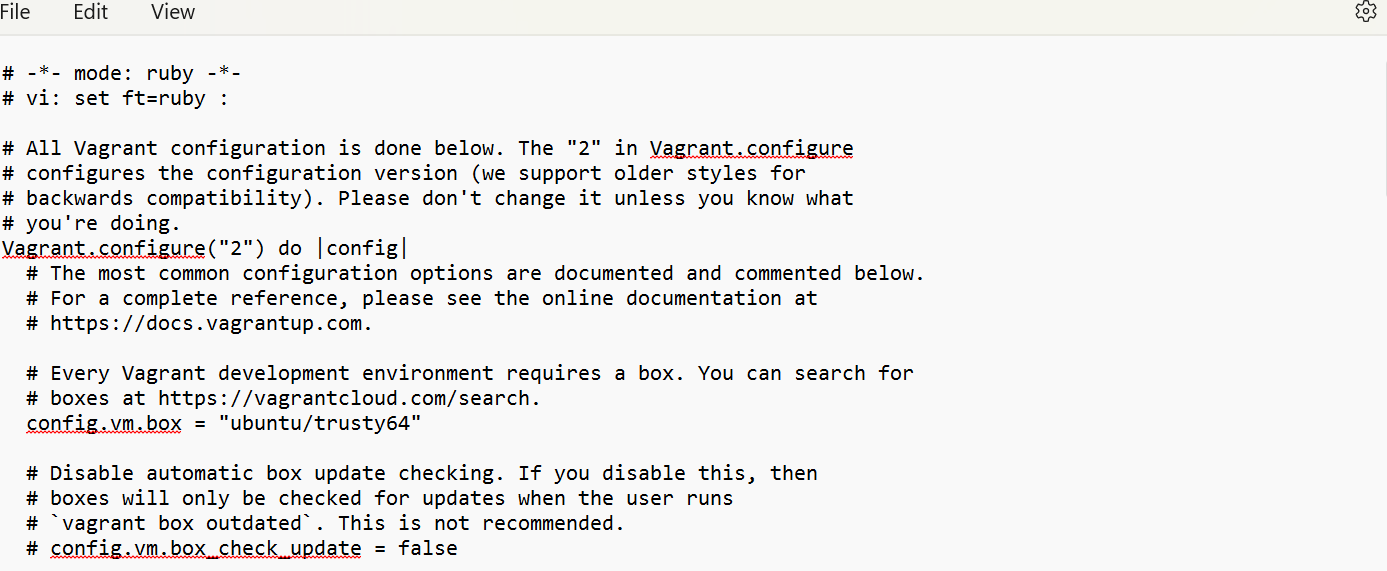 File Edit View
# -*- mode: ruby -*-
# vi: set ft=ruby :
# All Vagrant configuration is done below. The "2" in Vagrant.configure
# configures the configuration version (we support older styles for
# backwards compatibility). Please don't change it unless you know what
# you're doing.
Vagrant.configure("2") do |config|
# The most common configuration options are documented and commented below.
# For a complete reference, please see the online documentation at
# https://docs.vagrantup.com.
# Every Vagrant development environment requires a box. You can search for
# boxes at https://vagrantcloud.com/search.
config.vm.box = "ubuntu/trusty64"
# Disable automatic box update checking. If you disable this, then
# boxes will only be checked for updates when the user runs
# `vagrant box outdated`. This is not recommended.
# config.vm.box_check_update = false